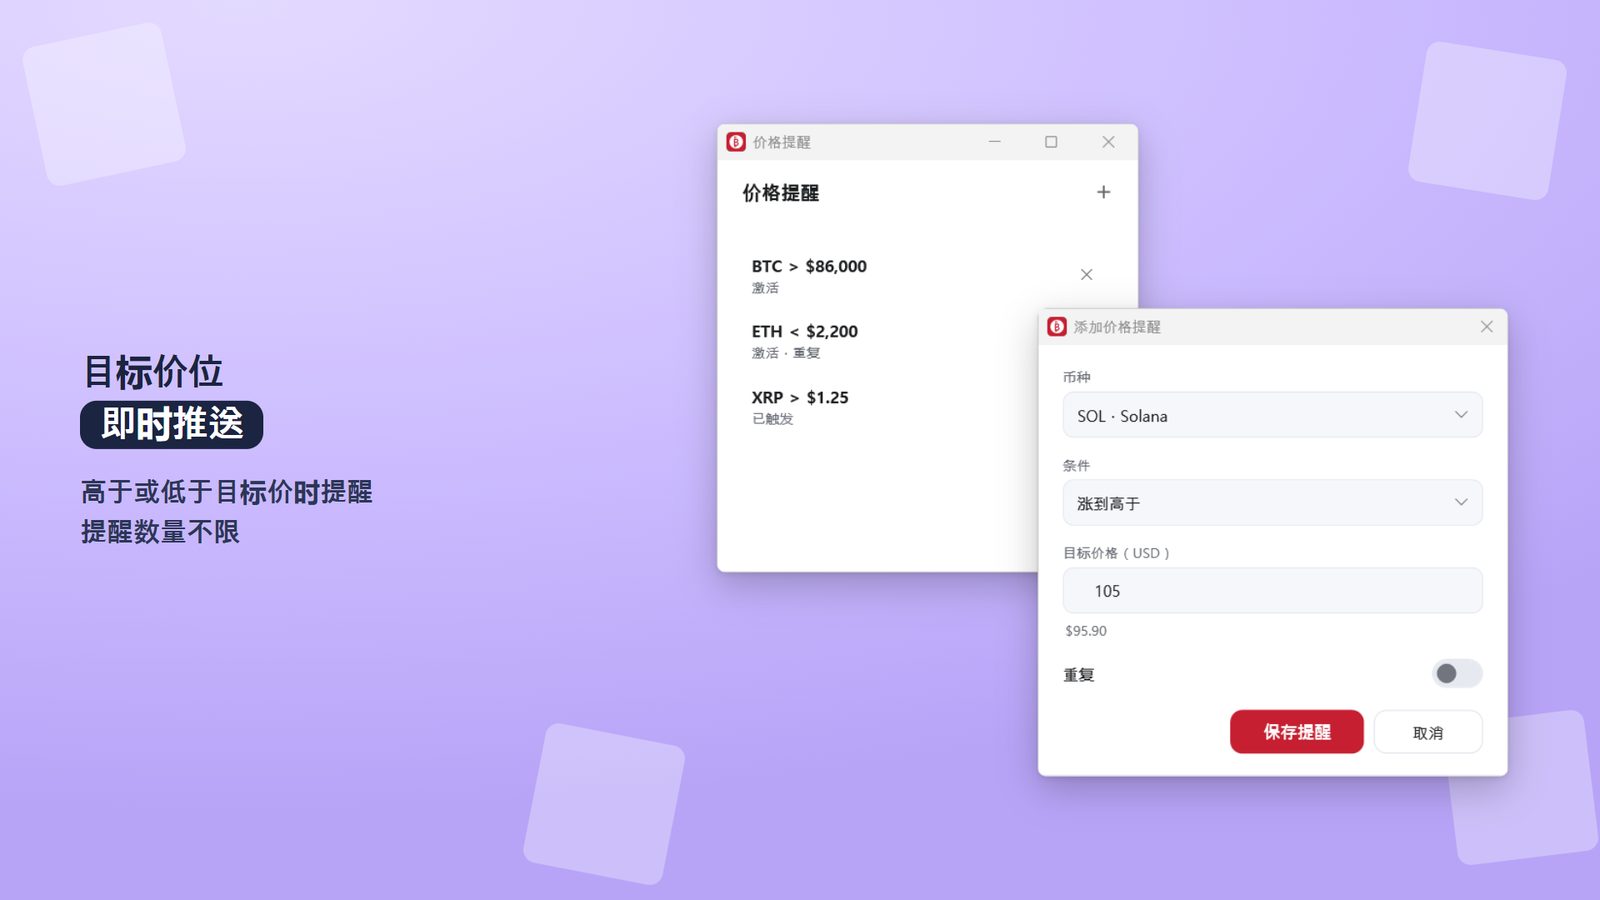 目标价位
即时推送
高于或低于目标价时提醒
提醒数量不限
价格提醒
价格提醒
BTC > $86,000
激活
ETH < $2,200
激活 · 重复
XRP > $1.25
已触发
添加价格提醒
币种
SOL · Solana
条件
涨到高于
目标价格（USD）
105
$95.90
重复
保存提醒
取消